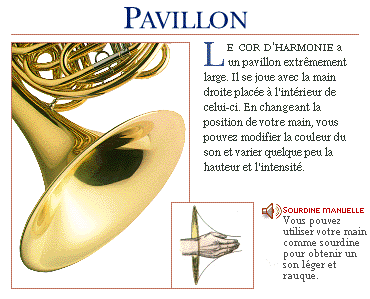 PAVILLON
LE COR D'HARMONIE a
un pavillon extrêmement
large. Il se joue avec la main
droite placée à l'intérieur de
celui-ci. En changeant la
position de votre main, vous
pouvez modifier la couleur du
son et varier quelque peu la
hauteur et l'intensité.
SOURDINE MANUELLE
Vous pouvez
utiliser votre main
comme sourdine
pour obtenir un
son léger et
rauque.